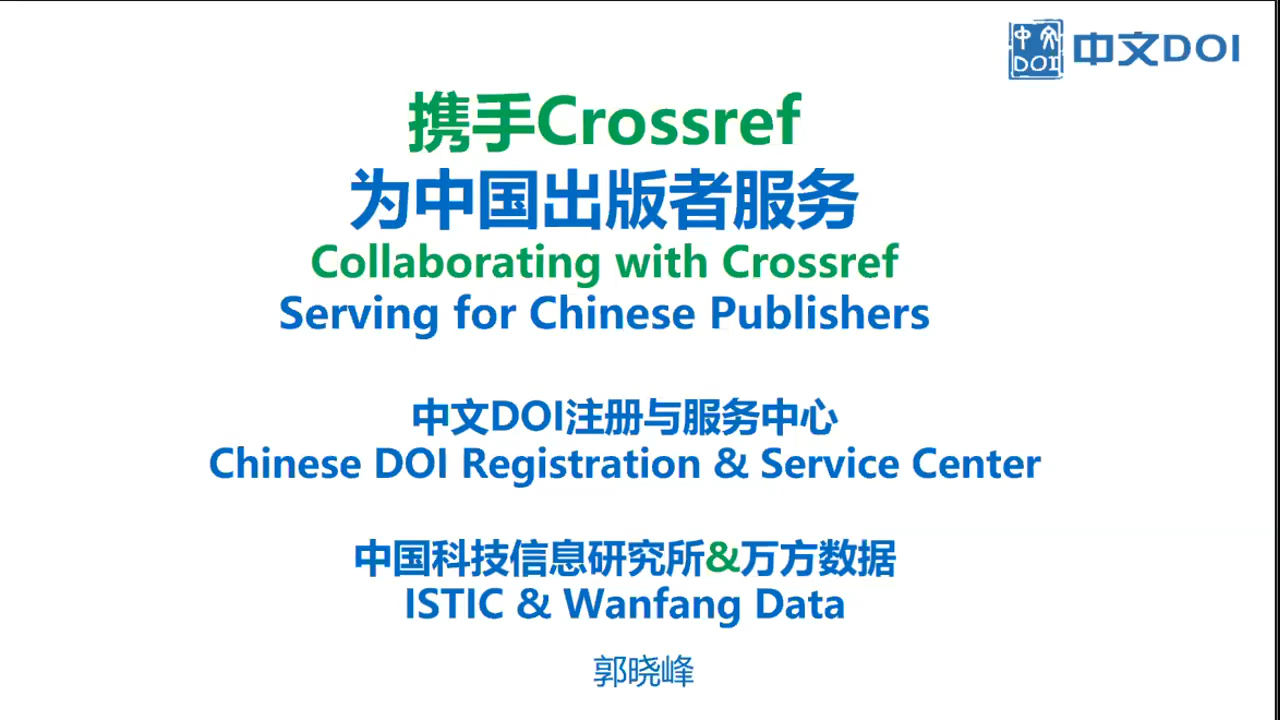 中文
DOI
中文DOI
携手Crossref
为中国出版者服务
Collaborating with Crossref
Serving for Chinese Publishers
中文DOI注册与服务中心
Chinese DOI Registration & Service Center
中国科技信息研究所&万方数据
ISTIC & Wanfang Data
郭晓峰